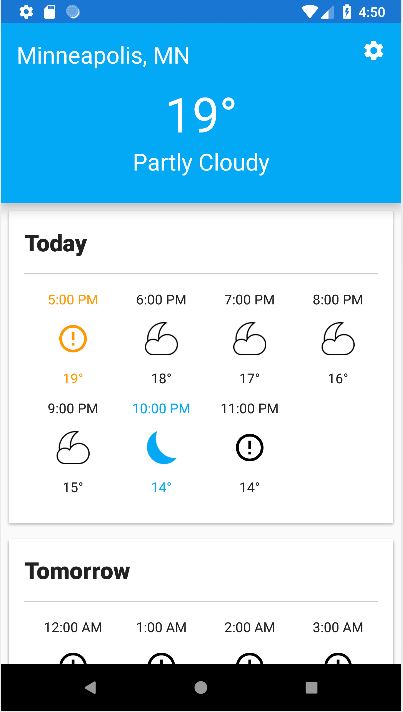 4:50
Minneapolis, MN
19°
Partly Cloudy
Today
5:00 PM 6:00 PM 7:00 PM 8:00 PM
19° 18° 17° 16°
9:00 PM 10:00 PM 11:00 PM
15° 14° 14°
Tomorrow
12:00 AM 1:00 AM 2:00 AM 3:00 AM